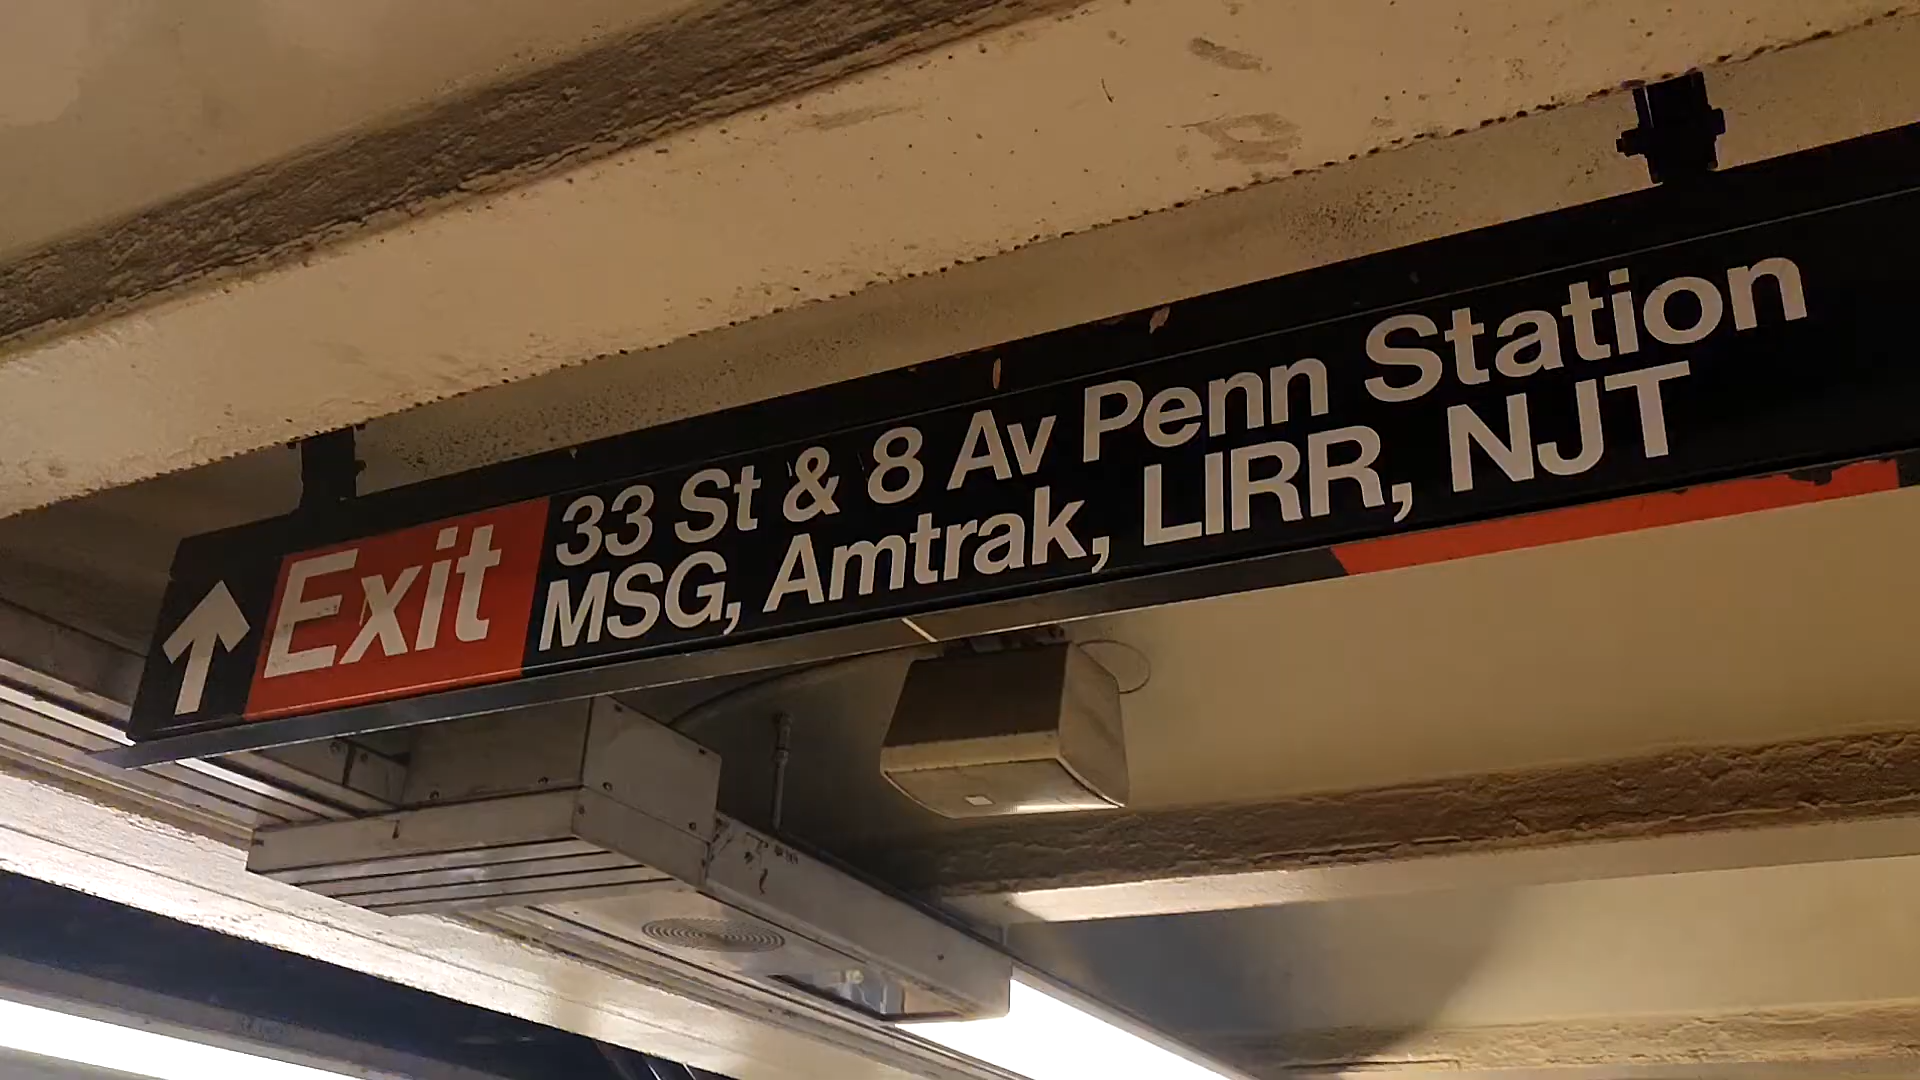 ↑ Exit 33 St & 8 Av Penn Station
MSG, Amtrak, LIRR, NJT